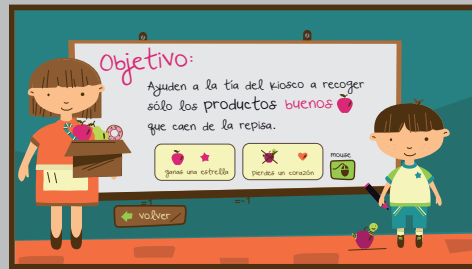 Objetivo:
Ayuden a la tia del kiosco a recoger
sólo los productos buenos
que caen de la repisa.
ganas una estrella
pierdes un corazón
mouse
volver